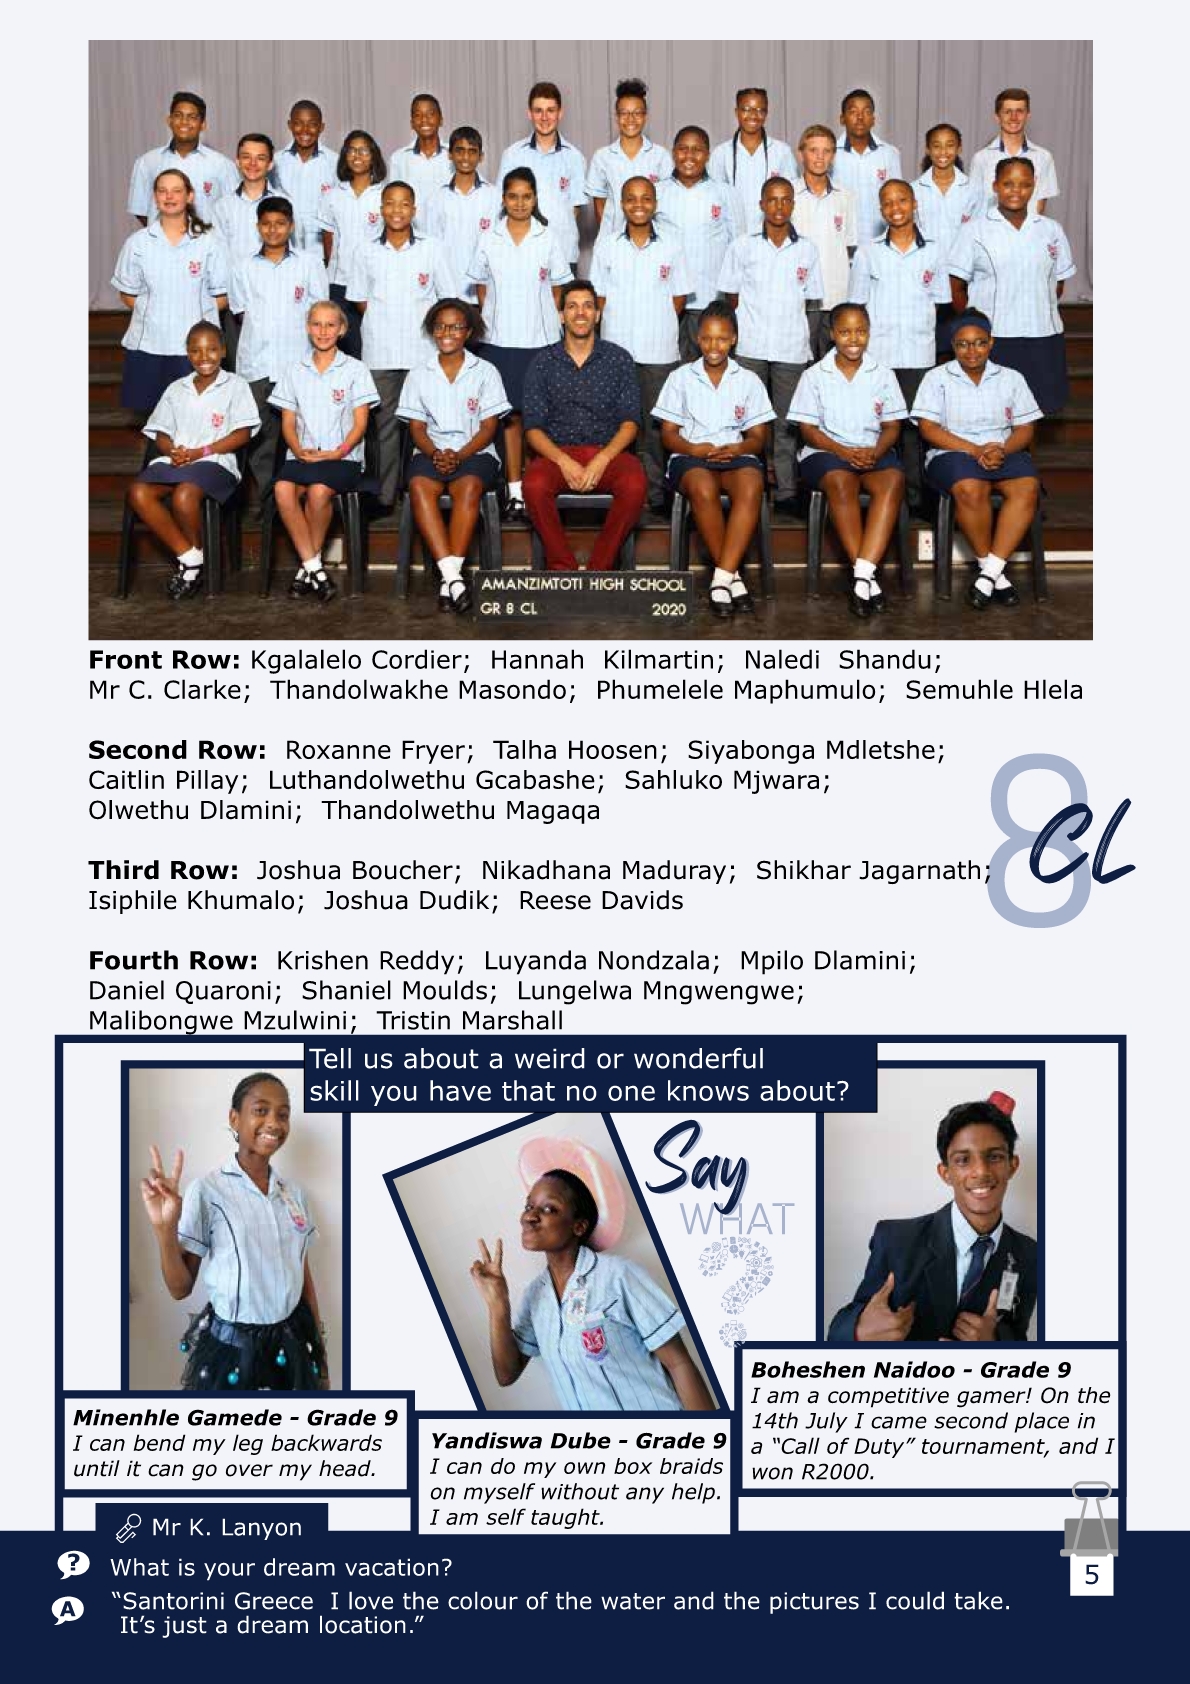 AMANZIMTOTI HIGH SCHOOL
GR 8 CL 2020
Front Row: Kgalalelo Cordier; Hannah Kilmartin; Naledi Shandu;
Mr C. Clarke; Thandolwakhe Masondo; Phumelele Maphumulo; Semuhle Hlela
Second Row: Roxanne Fryer; Talha Hoosen; Siyabonga Mdletshe;
Caitlin Pillay; Luthandolwethu Gcabashe; Sahluko Mjwara;
Olwethu Dlamini; Thandolwethu Magaqa
8 CL
Third Row: Joshua Boucher; Nikadhana Maduray; Shikhar Jagarnath;
Isiphile Khumalo; Joshua Dudik; Reese Davids
Fourth Row: Krishen Reddy; Luyanda Nondzala; Mpilo Dlamini;
Daniel Quaroni; Shaniel Moulds; Lungelwa Mngwengwe;
Malibongwe Mzulwini; Tristin Marshall
Tell us about a weird or wonderful
skill you have that no one knows about?
Say
WHAT
?
Minenhle Gamede – Grade 9
I can bend my leg backwards
until it can go over my head.
Yandiswa Dube – Grade 9
I can do my own box braids
on myself without any help.
I am self taught.
Boheshen Naidoo – Grade 9
I am a competitive gamer! On the
14th July I came second place in
a “Call of Duty” tournament, and I
won R2000.
Mr K. Lanyon
? What is your dream vacation?
A “Santorini Greece I love the colour of the water and the pictures I could take.
It’s just a dream location.”
5